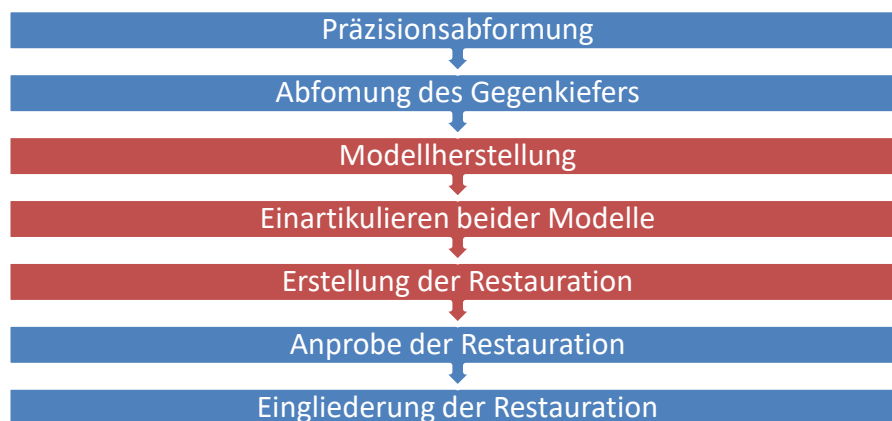 Präzisionsabformung
Abfomung des Gegenkiefers
Modellherstellung
Einartikulieren beider Modelle
Erstellung der Restauration
Anprobe der Restauration
Eingliederung der Restauration